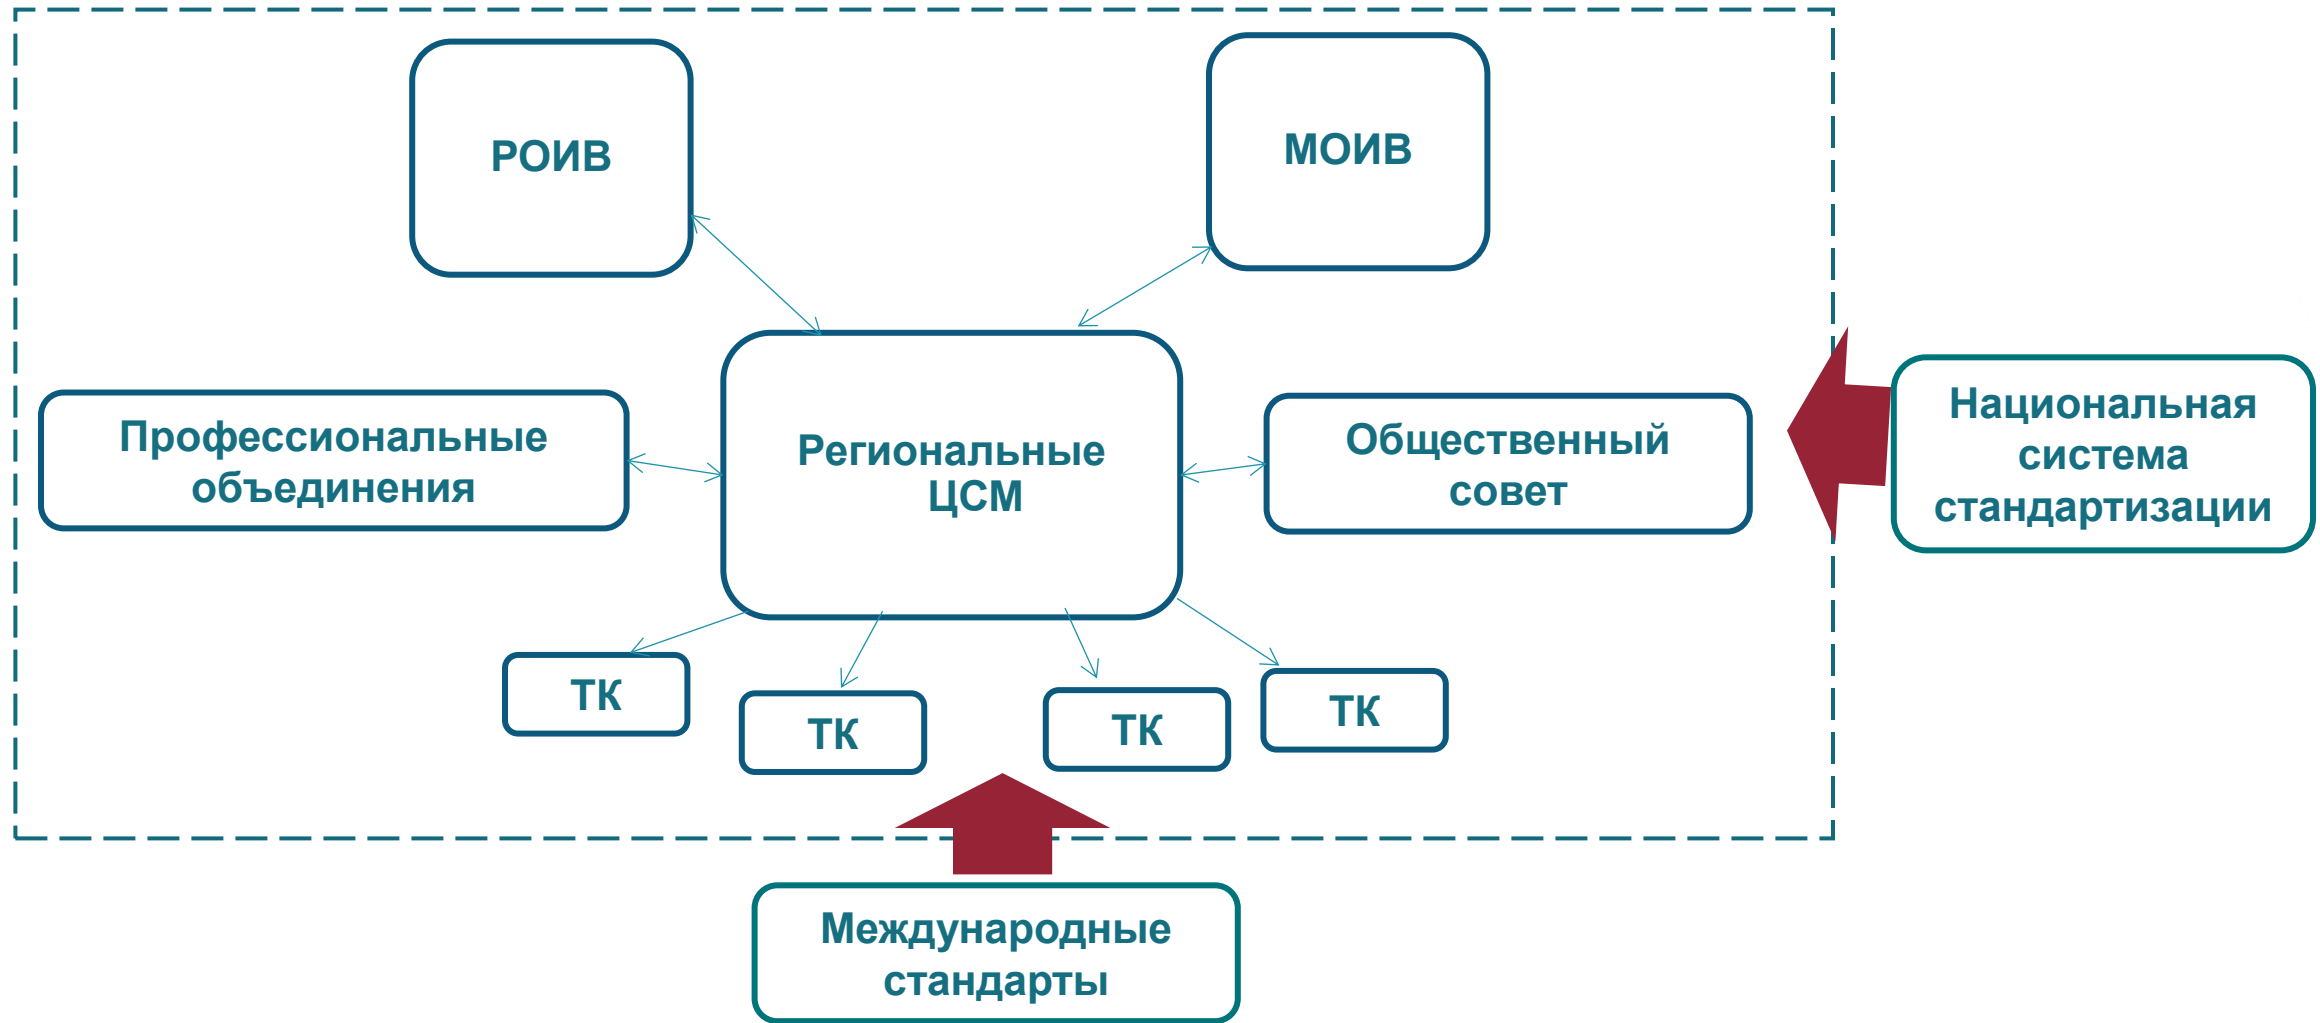 РОИВ
МОИВ
Профессиональные
объединения
Региональные
ЦСМ
Общественный
совет
Национальная
система
стандартизации
ТК
ТК
ТК
ТК
Международные
стандарты